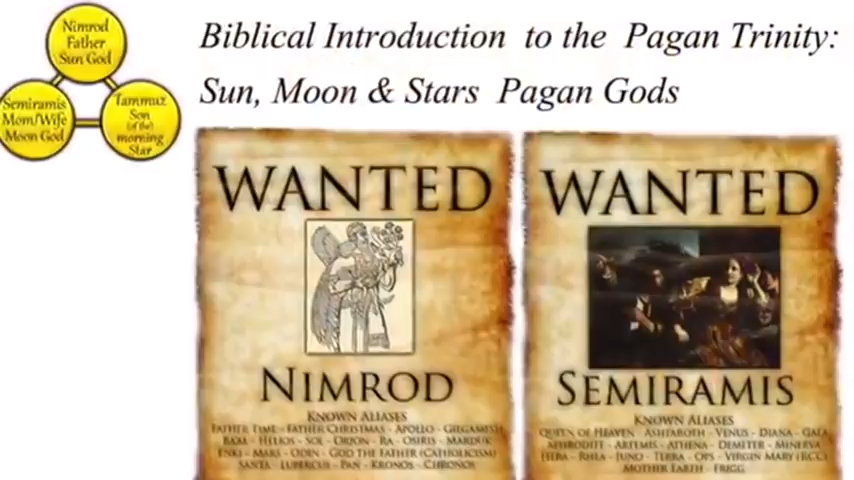 Nimrod
Father
Sun God
Semiramis
Mom/Wife
Moon God
Tammuz
Son
(of the)
morning
Star
Biblical Introduction to the Pagan Trinity:
Sun, Moon & Stars Pagan Gods
WANTED
NIMROD
KNOWN ALIASES
FATHER TIME - FATHER CHRISTMAS - APOLLO - GILGAMESH
BAAL - HELIOS - SOL - ORION - RA - OSIRIS - MARDUK
ENKI - MARS - ODIN - GOD THE FATHER (CATHOLICISM)
SANTA - LUPERCUS - PAN - KRONOS - CHRONOS
WANTED
SEMIRAMIS
KNOWN ALIASES
QUEEN OF HEAVEN - ASHTAROTH - VENUS - DIANA - GAIA
APHRODITE - ARTEMIS - ATHENA - DEMETER - MINERVA
HERA - RHEA - JUNO - TERRA - OPS - VIRGIN MARY (RCC)
MOTHER EARTH - FRIGG